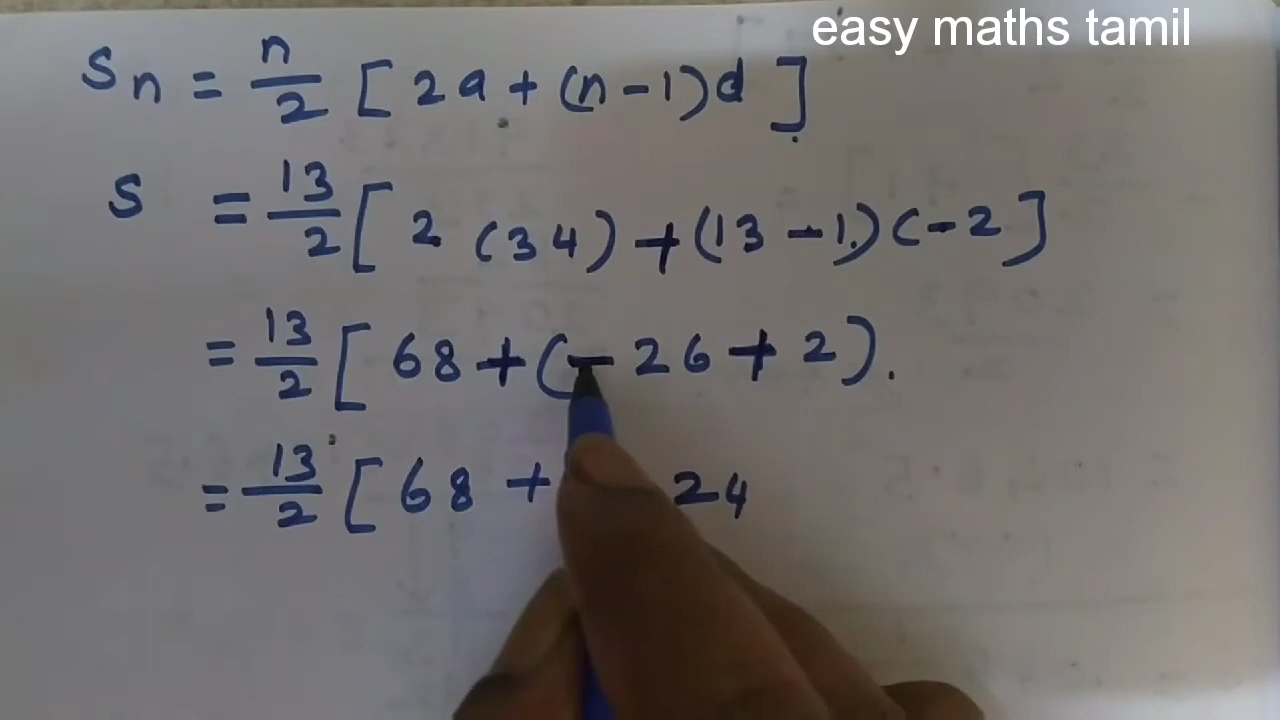 easy maths tamil
Sn = n/2 [ 2a + (n - 1)d ]
S = 13/2 [ 2 (34) + (13 - 1)(-2 ]
= 13/2 [ 68 + (- 26 + 2).
= 13/2 [ 68 + 24